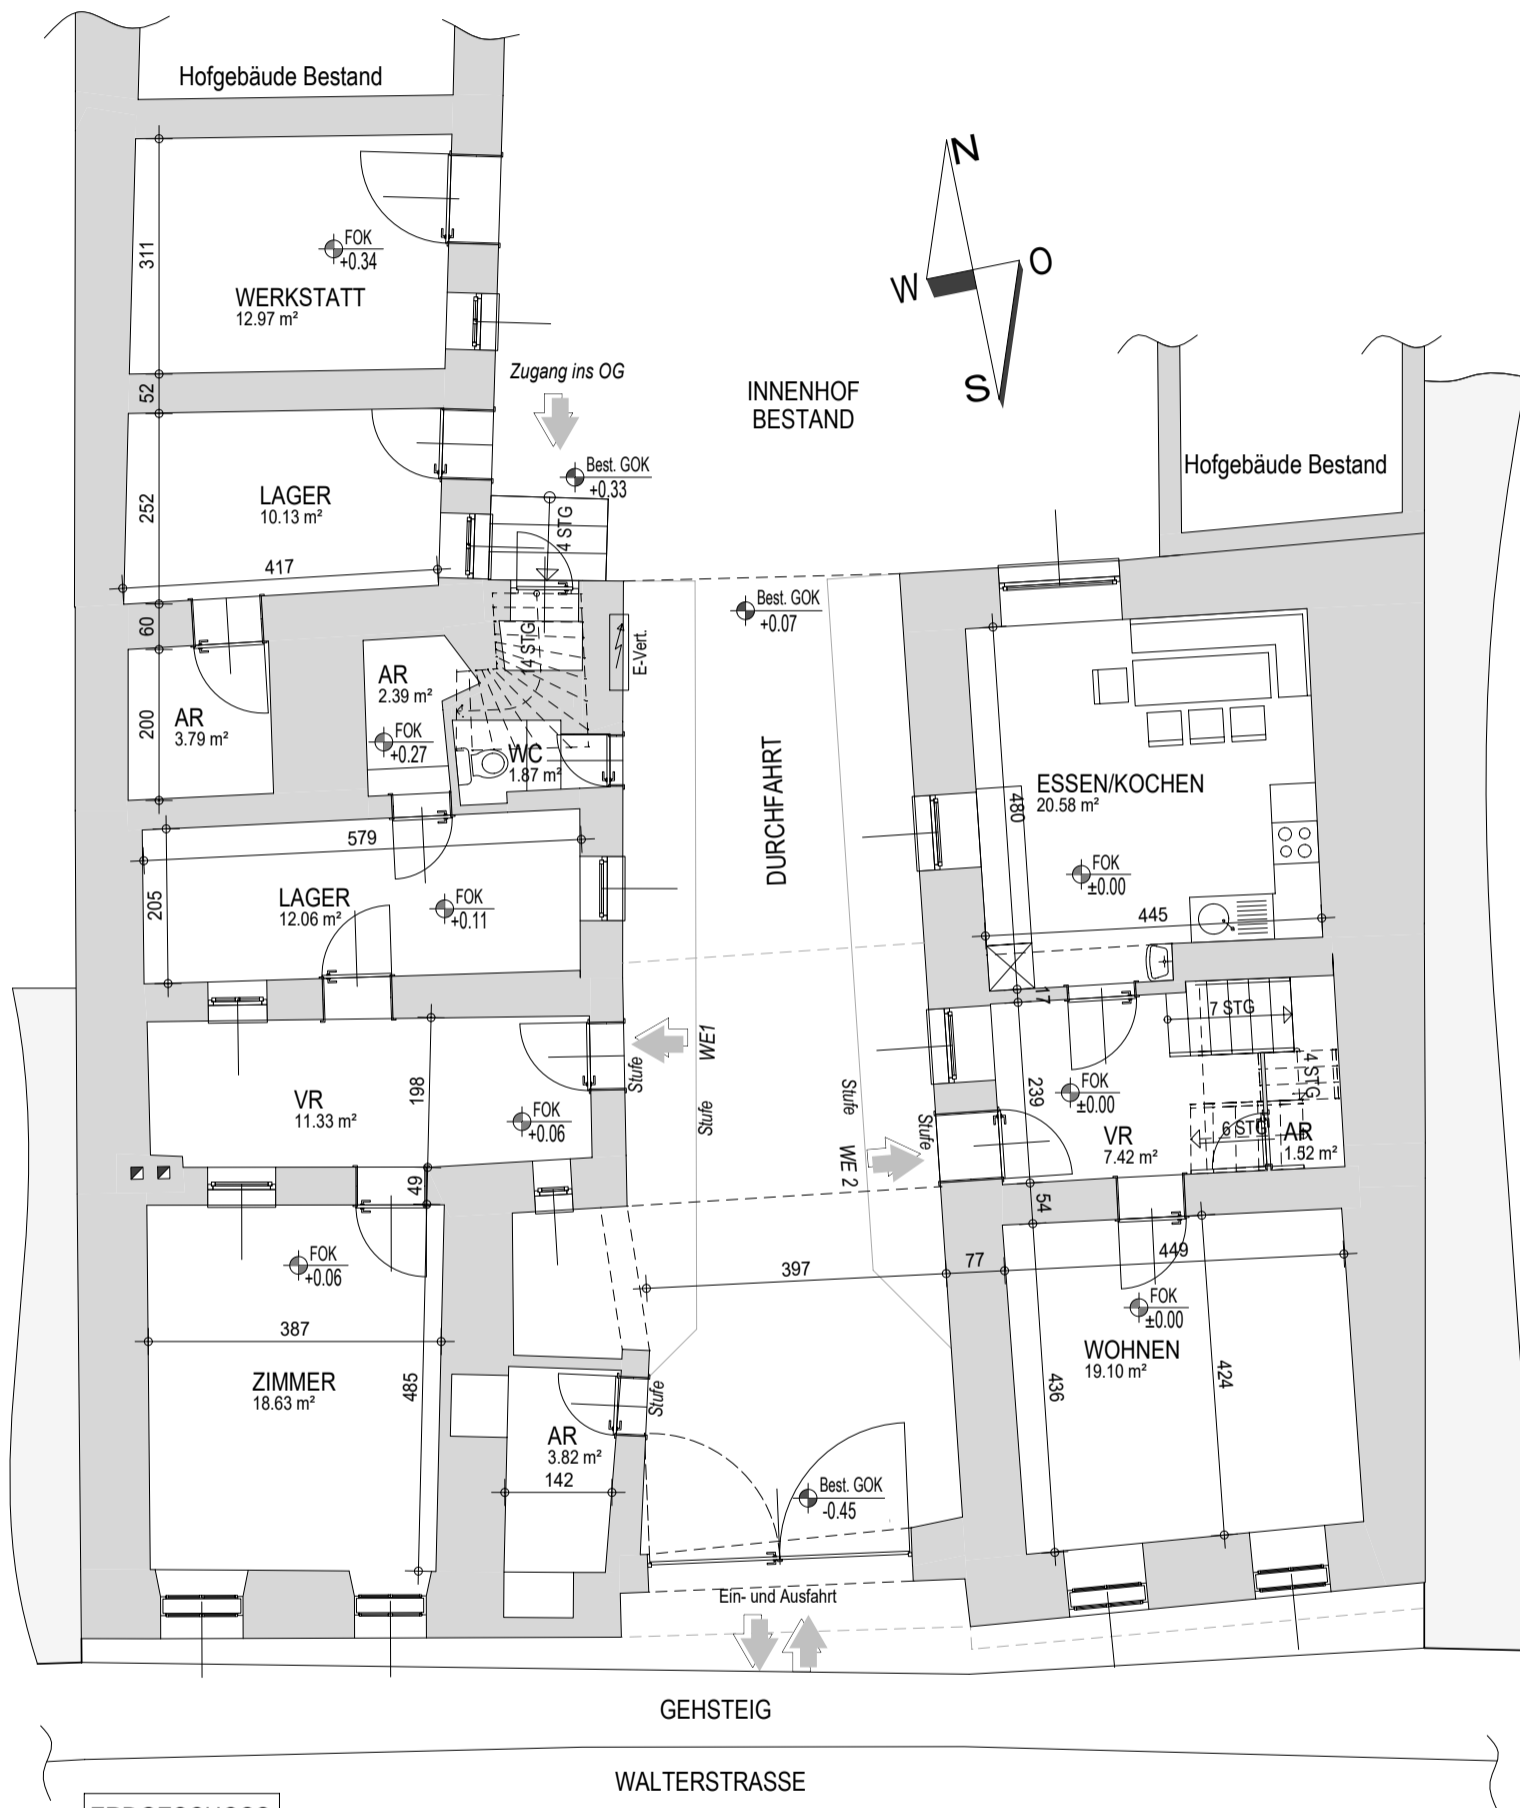 Hofgebäude Bestand
N
O
W
S
311
FOK
+0.34
WERKSTATT
12.97 m²
52
Zugang ins OG
INNENHOF
BESTAND
Hofgebäude Bestand
Best. GOK
+0.33
252
LAGER
10.13 m²
4 STG
417
60
Best. GOK
+0.07
14 STG
E-Vert.
AR
2.39 m²
FOK
+0.27
200
AR
3.79 m²
WC
1.87 m²
DURCHFAHRT
480
ESSEN/KOCHEN
20.58 m²
579
FOK
±0.00
205
LAGER
12.06 m²
FOK
+0.11
445
17
7 STG
WE1
Stufe
Stufe
198
VR
11.33 m²
FOK
+0.06
Stufe
WE 2
Stufe
239
FOK
±0.00
4 STG
6 STG
VR
7.42 m²
AR
1.52 m²
49
54
FOK
+0.06
397
77
449
387
FOK
±0.00
ZIMMER
18.63 m²
485
WOHNEN
19.10 m²
436
424
Stufe
AR
3.82 m²
142
Best. GOK
-0.45
Ein- und Ausfahrt
GEHSTEIG
WALTERSTRASSE